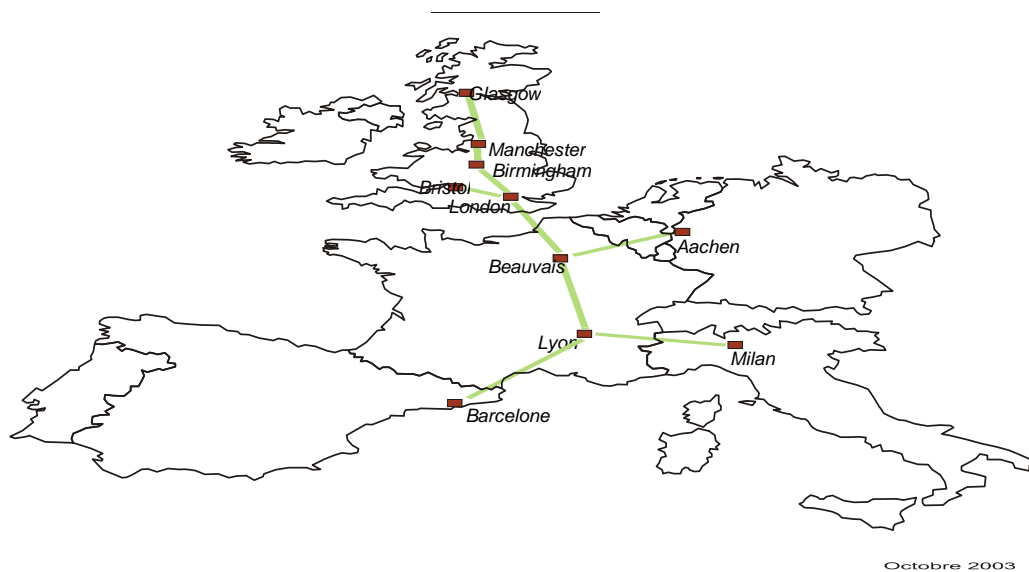 Glasgow
Manchester
Birmingham
Bristol
London
Aachen
Beauvais
Lyon
Milan
Barcelone
Octobre 2003